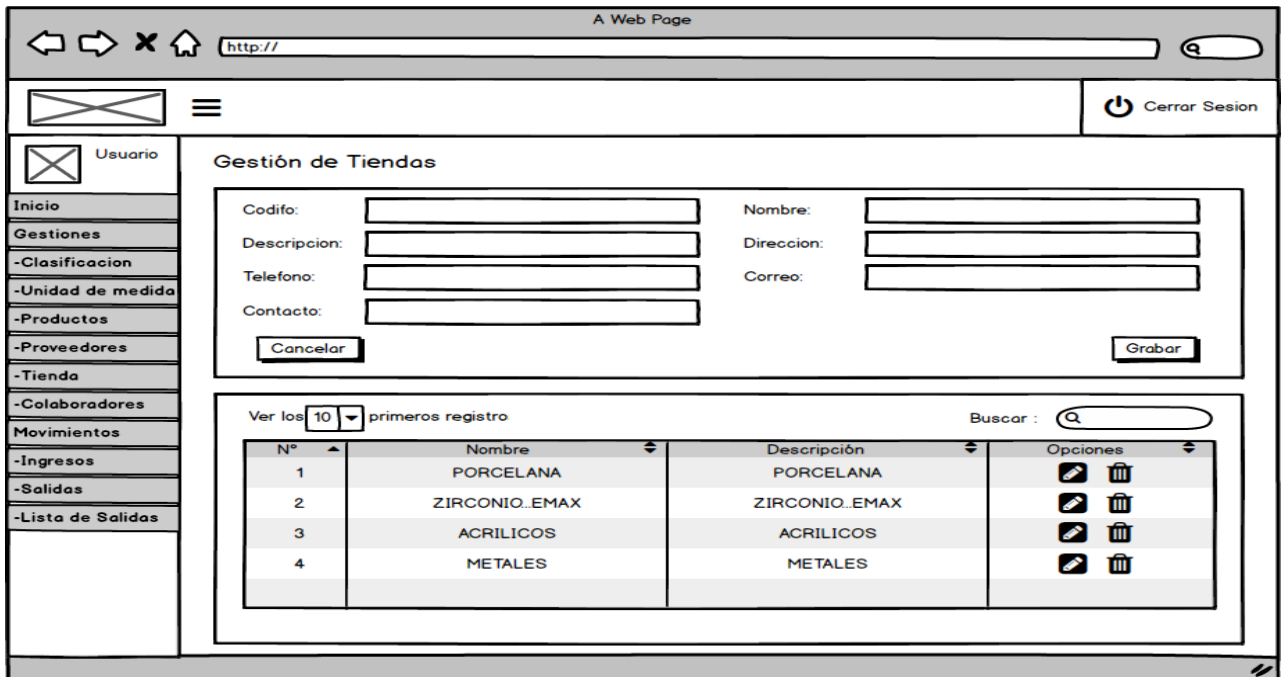 A Web Page
http://
Cerrar Sesion
Usuario
Inicio
Gestiones
-Clasificacion
-Unidad de medida
-Productos
-Proveedores
-Tienda
-Colaboradores
Movimientos
-Ingresos
-Salidas
-Lista de Salidas
Gestión de Tiendas
Codifo: Nombre:
Descripcion: Direccion:
Telefono: Correo:
Contacto:
Cancelar Grabar
Ver los 10 primeros registro Buscar :
N° Nombre Descripción Opciones
1 PORCELANA PORCELANA
2 ZIRCONIO...EMAX ZIRCONIO...EMAX
3 ACRILICOS ACRILICOS
4 METALES METALES